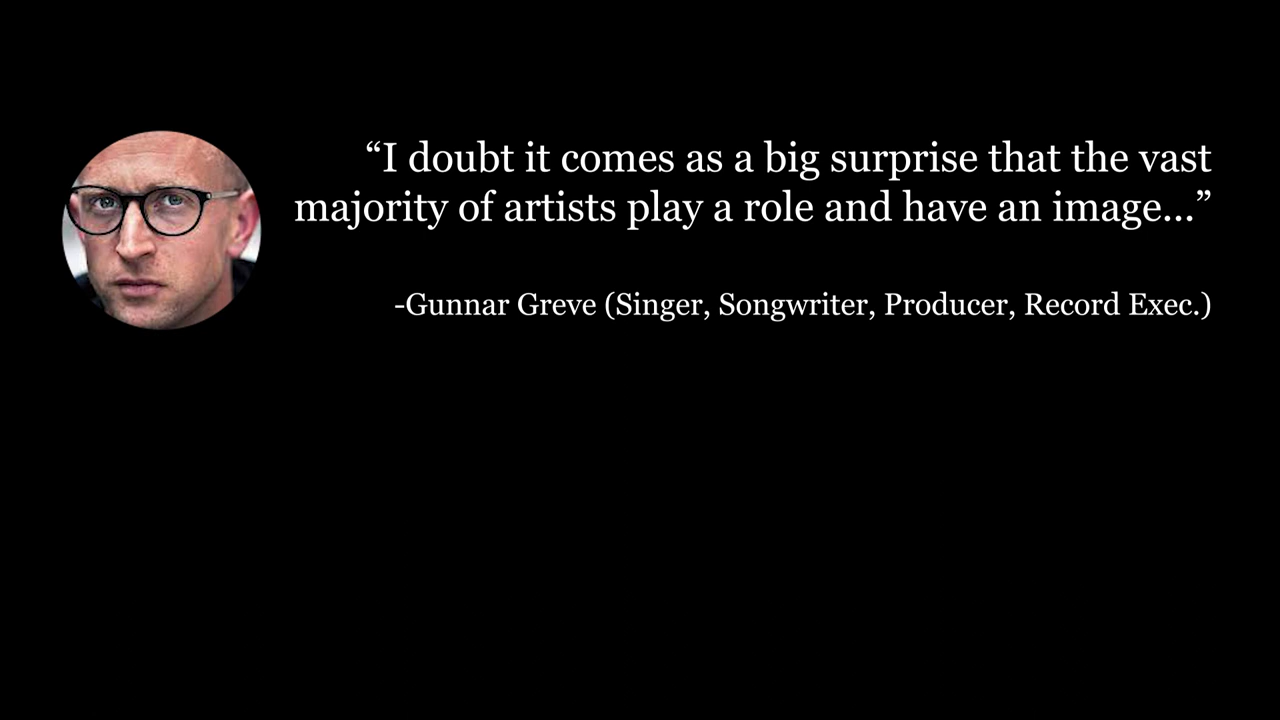 “I doubt it comes as a big surprise that the vast
majority of artists play a role and have an image...”
-Gunnar Greve (Singer, Songwriter, Producer, Record Exec.)